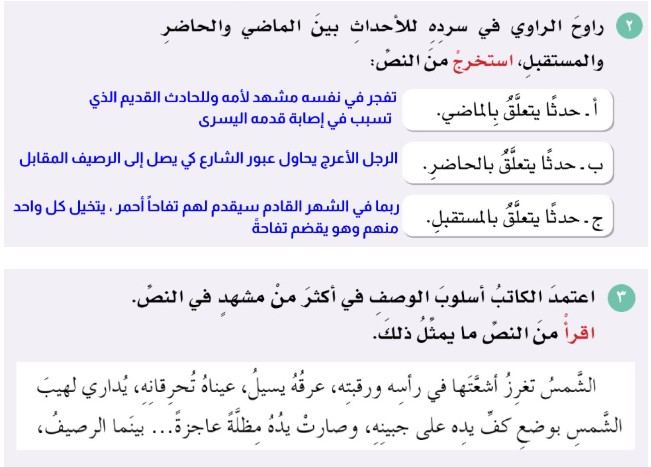 ٢ راوحَ الراوي في سردِهِ للأحداثِ بينَ الماضي والحاضرِ
والمستقبلِ، استخرجْ منَ النصِّ:
أ ـ حدثًا يتعلَّقُ بِالماضي.
تفجر في نفسه مشهد لأمه وللحادث القديم الذي
تسبب في إصابة قدمه اليسرى
ب ـ حدثًا يتعلَّقُ بالحاضرِ.
الرجل الأعرج يحاول عبور الشارع كي يصل إلى الرصيف المقابل
ج ـ حدثًا يتعلَّقُ بالمستقبلِ.
ربما في الشهر القادم سيقدم لهم تفاحاً أحمر ، يتخيل كل واحد
منهم وهو يقضم تفاحةً
٣ اعتمدَ الكاتبُ أسلوبَ الوصفِ في أكثرَ منْ مشهدٍ في النصِّ.
اقرأْ منَ النصِّ ما يمثِّلُ ذلكَ.
الشَّمسُ تغرِزُ أشعَّتَها في رأسِه ورقبتِه، عرقُهُ يسيلُ، عيناهُ تُحرِقانِهِ، يُداري لهيبَ
الشَّمسِ بوضعِ كفِّ يدِه على جبينِهِ، وصارتْ يدُهُ مِظلَّةً عاجزةً... بينَما الرصيفُ،